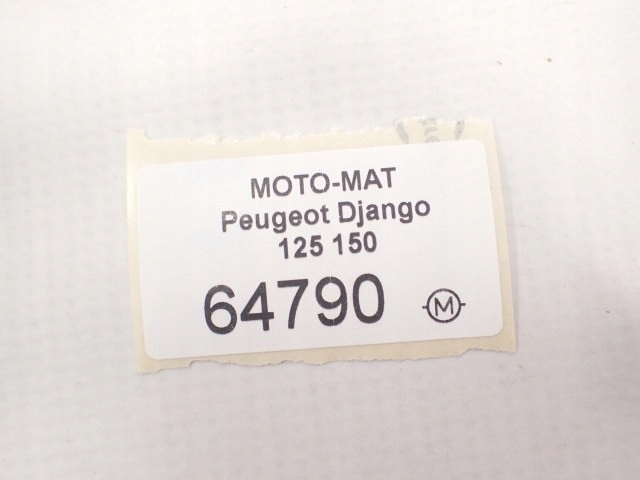 MOTO-MAT
Peugeot Django
125 150
64790 M